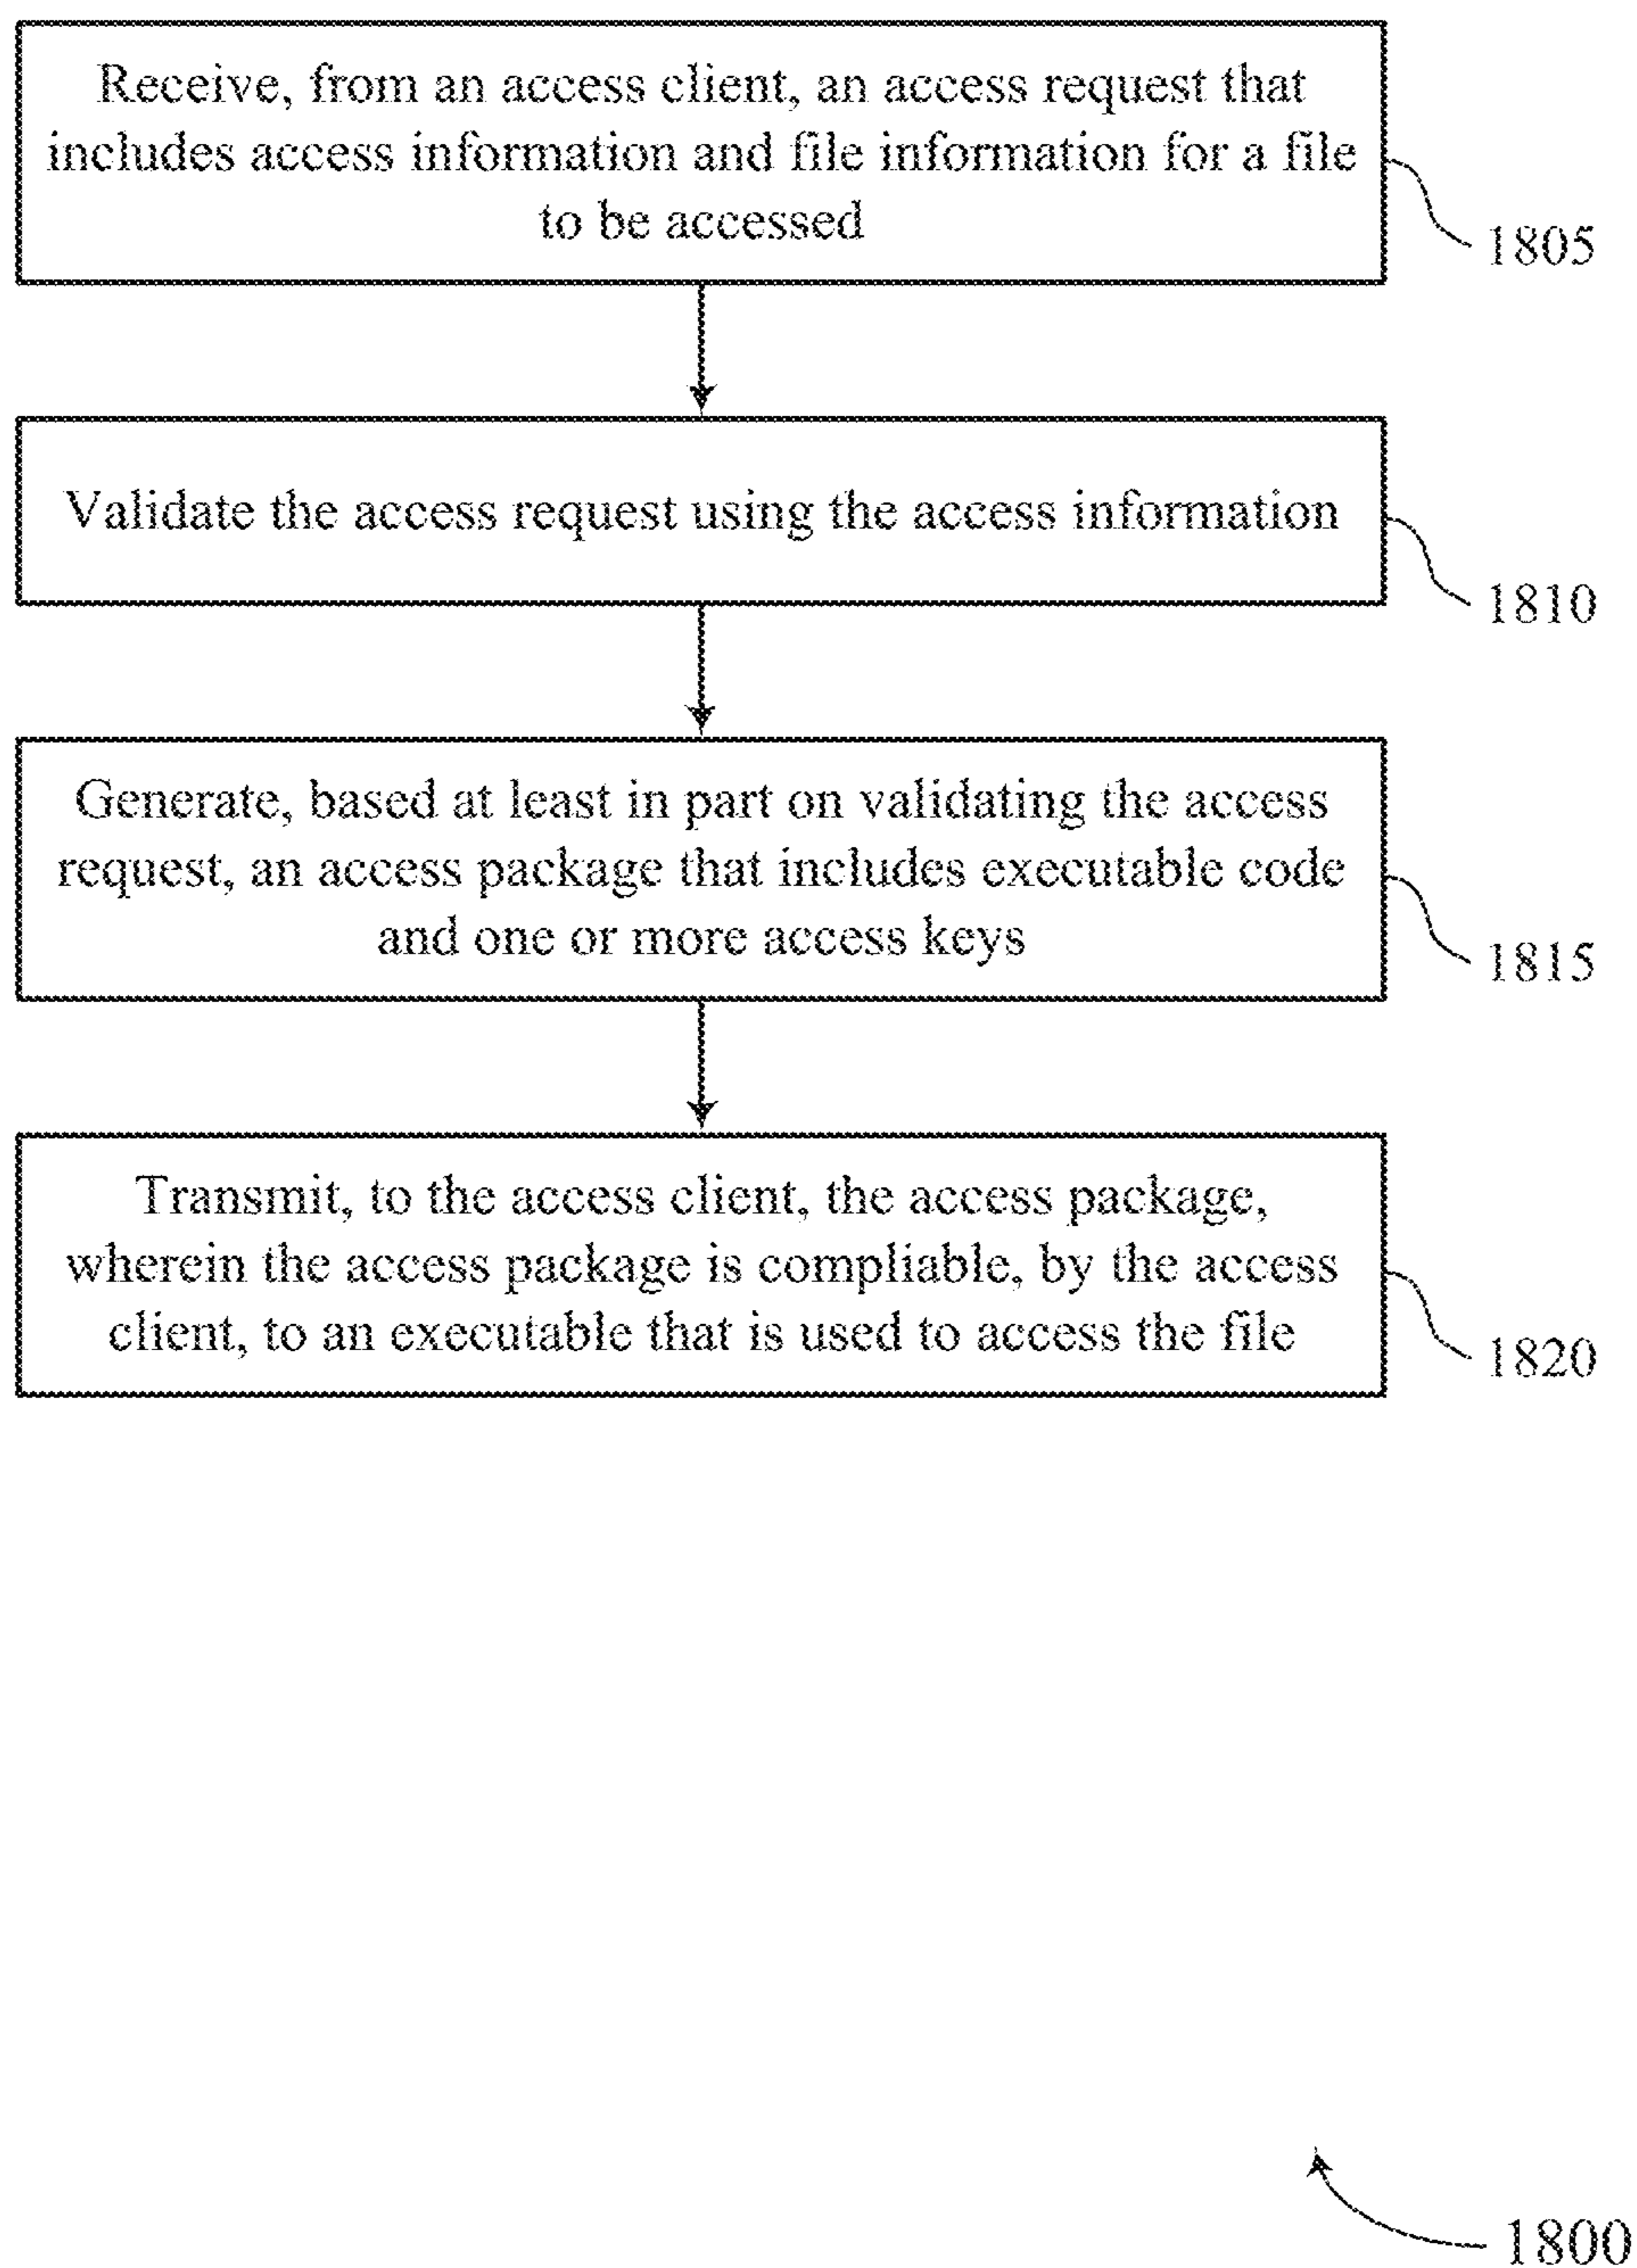 Receive, from an access client, an access request that
includes access information and file information for a file
to be accessed
1805
Validate the access request using the access information
1810
Generate, based at least in part on validating the access
request, an access package that includes executable code
and one or more access keys
1815
Transmit, to the access client, the access package,
wherein the access package is compliable, by the access
client, to an executable that is used to access the file
1820
1800